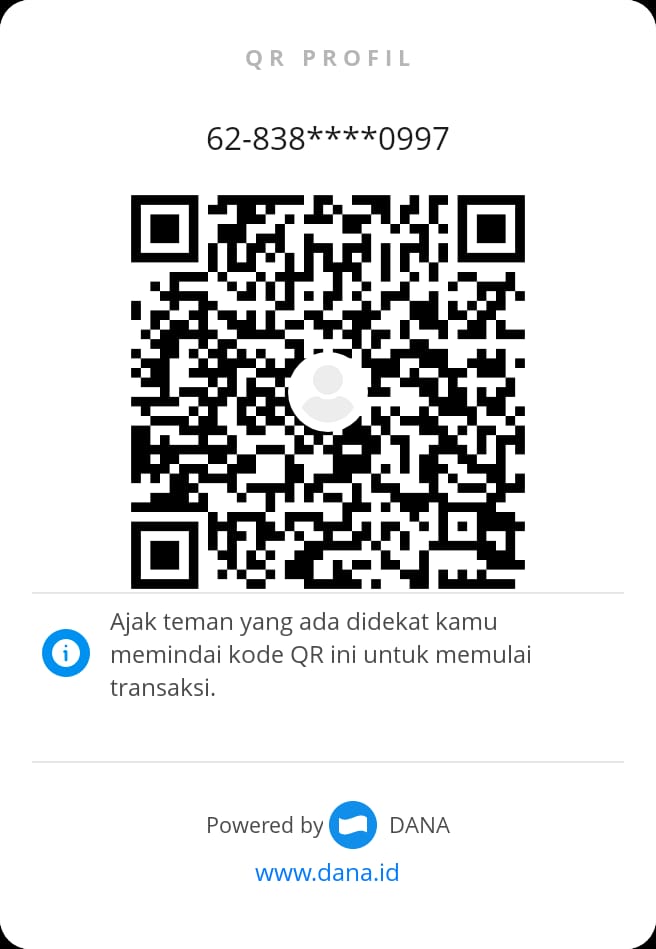 QR PROFIL
62-838****0997
Ajak teman yang ada didekat kamu
memindai kode QR ini untuk memulai
transaksi.
Powered by DANA
www.dana.id